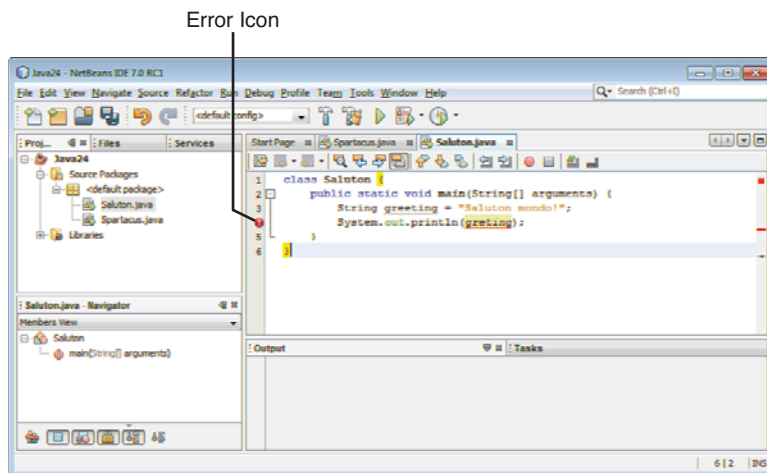 Error Icon
Java24 - NetBeans IDE 7.0 RC1
File Edit View Navigate Source Refactor Run Debug Profile Team Tools Window Help
Search (Ctrl+I)
<default config>
Proj... Files Services
Start Page Spartacus.java Saluton.java
Java24
Source Packages
<default package>
Saluton.java
Spartacus.java
Libraries
1 class Saluton {
2 public static void main(String[] arguments) {
3 String greeting = "Saluton mondo!";
System.out.println(greting);
5 }
6 }
Saluton.java - Navigator
Members View
Saluton
main(String[] arguments)
Output Tasks
6|2 INS